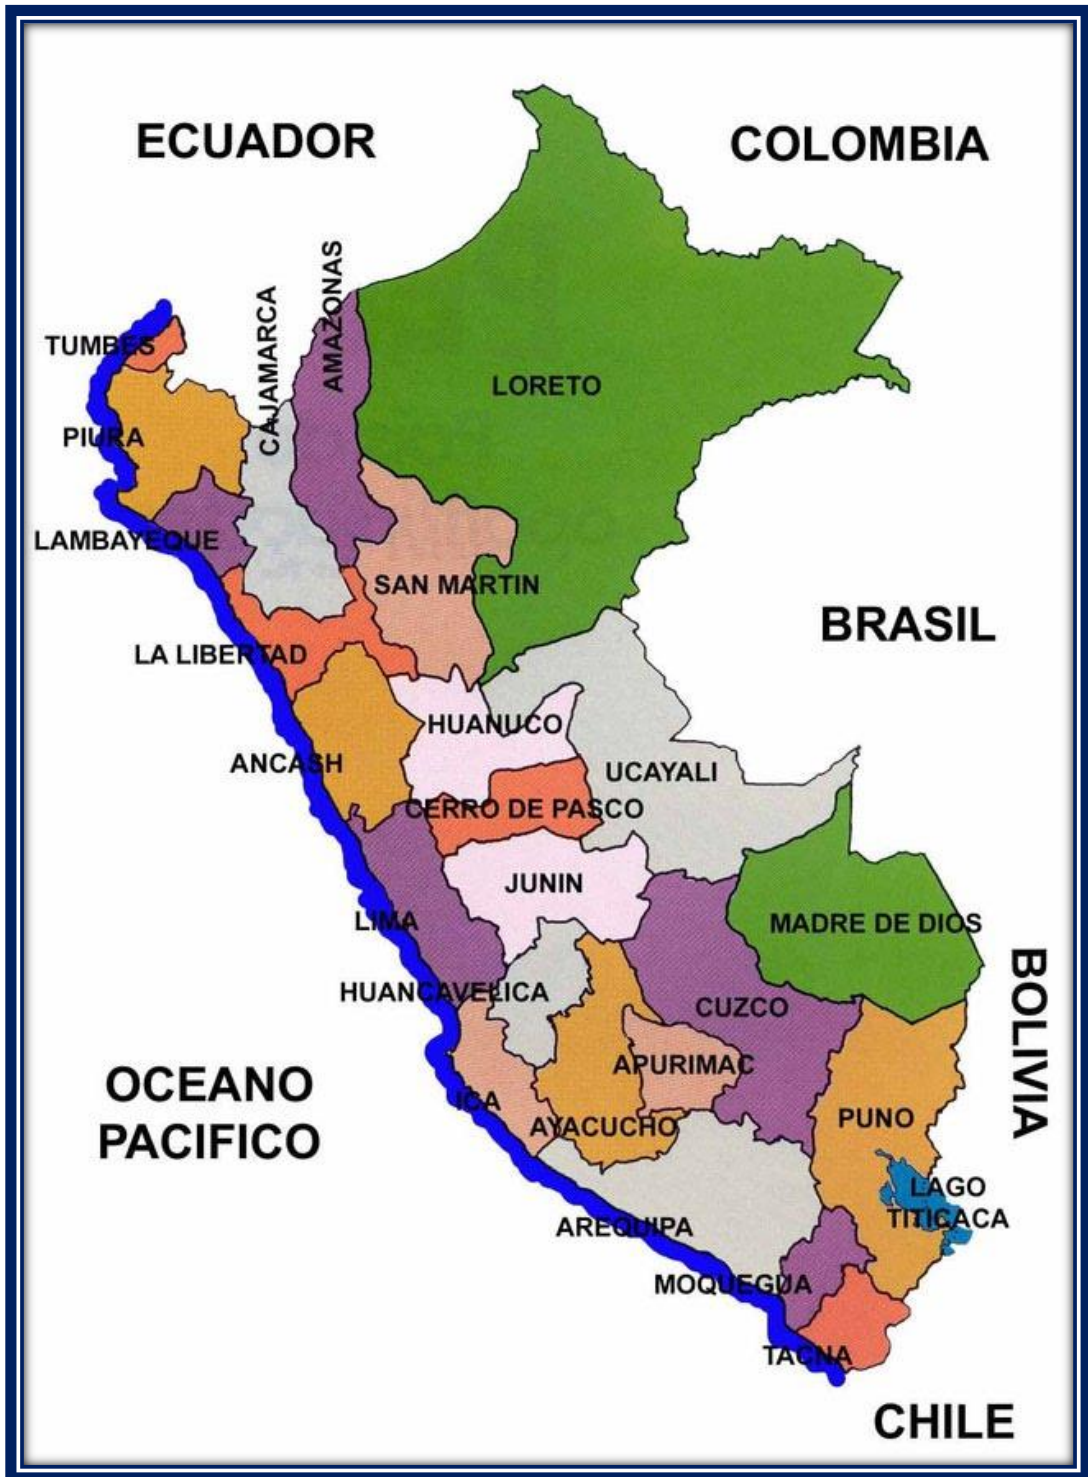 ECUADOR
COLOMBIA
AMAZONAS
CAJAMARCA
TUMBES
LORETO
PIURA
LAMBAYEQUE
SAN MARTIN
BRASIL
LA LIBERTAD
HUANUCO
ANCASH
UCAYALI
CERRO DE PASCO
JUNIN
LIMA
MADRE DE DIOS
HUANCAVELICA
CUZCO
BOLIVIA
APURIMAC
OCEANO
PACIFICO
ICA
AYACUCHO
PUNO
LAGO
TITICACA
AREQUIPA
MOQUEGUA
TACNA
CHILE